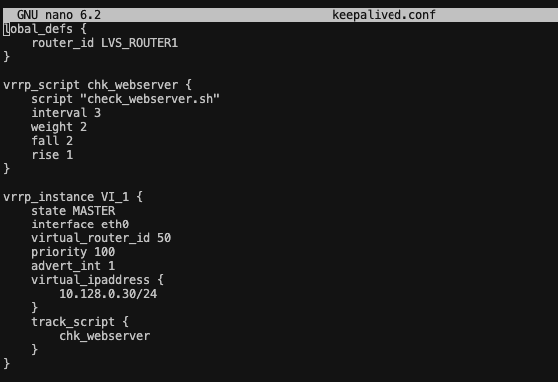 GNU nano 6.2 keepalived.conf
lobal_defs {
    router_id LVS_ROUTER1
}

vrrp_script chk_webserver {
    script "check_webserver.sh"
    interval 3
    weight 2
    fall 2
    rise 1
}

vrrp_instance VI_1 {
    state MASTER
    interface eth0
    virtual_router_id 50
    priority 100
    advert_int 1
    virtual_ipaddress {
        10.128.0.30/24
    }
    track_script {
        chk_webserver
    }
}